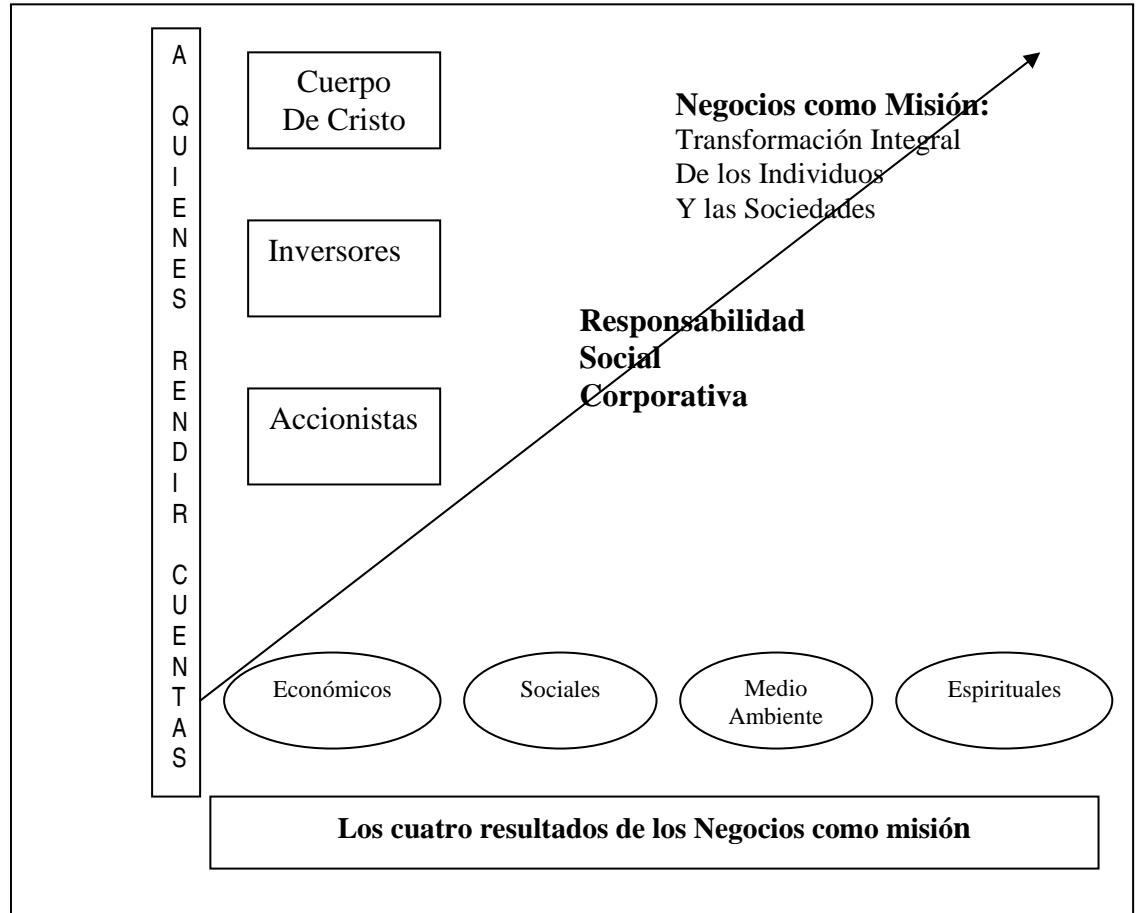 A QUIENES RENDIR CUENTAS
Cuerpo
De Cristo
Negocios como Misión:
Transformación Integral
De los Individuos
Y las Sociedades
Inversores
Responsabilidad
Social
Corporativa
Accionistas
Económicos
Sociales
Medio
Ambiente
Espirituales
Los cuatro resultados de los Negocios como misión